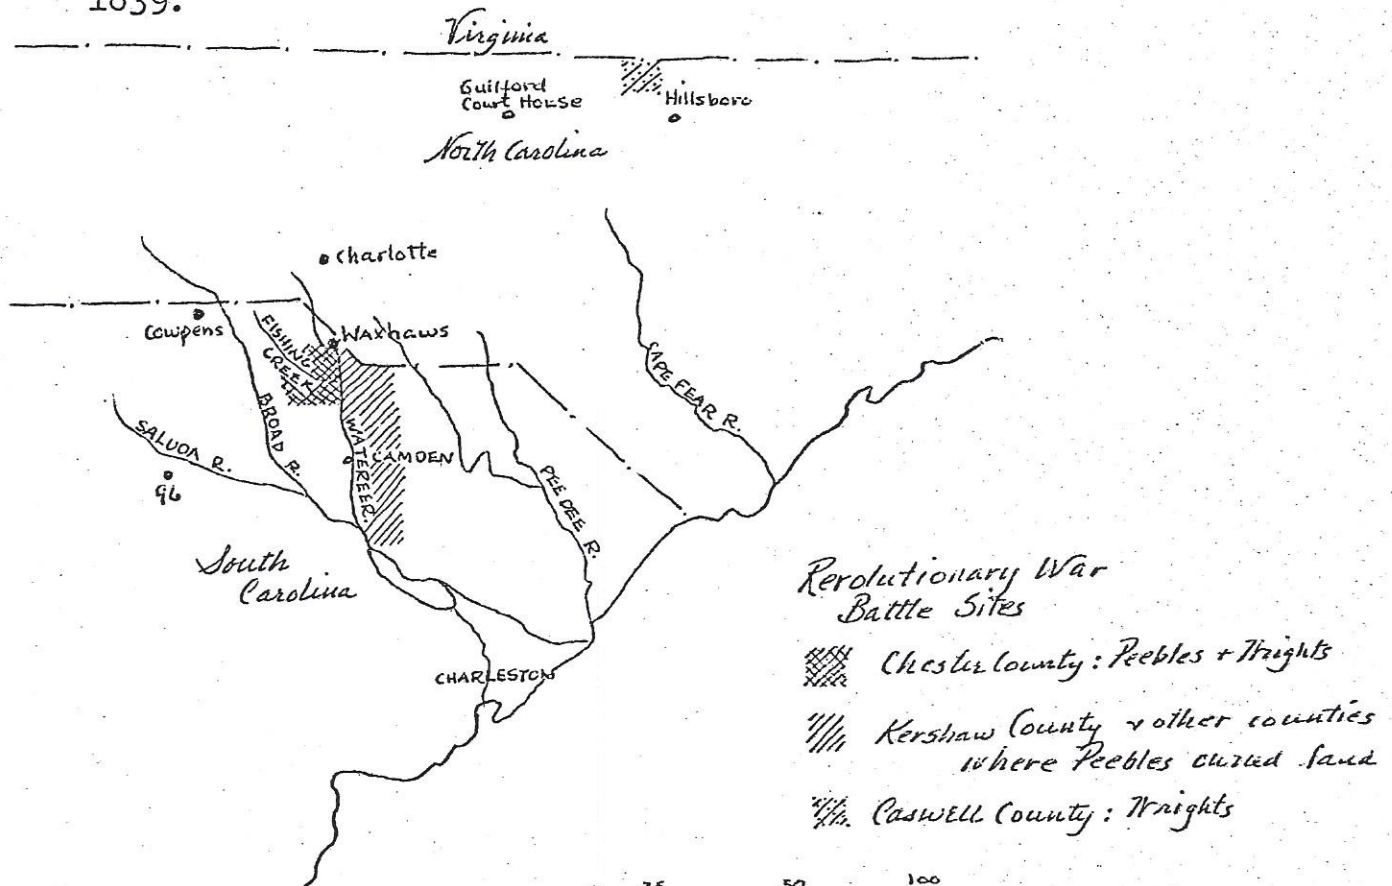 1839.
Virginia
Guilford
Court House
Hillsboro
North Carolina
Charlotte
Cowpens
FISHING
CREEK
Waxhaws
CAPE FEAR R.
BROAD R.
SALUDA R.
96
WATEREE R.
CAMDEN
PEE DEE R.
South
Carolina
CHARLESTON
Revolutionary War
Battle Sites
Chester County: Peebles + Wrights
Kershaw County & other counties
where Peebles owned land
Caswell County: Wrights
25 50 100